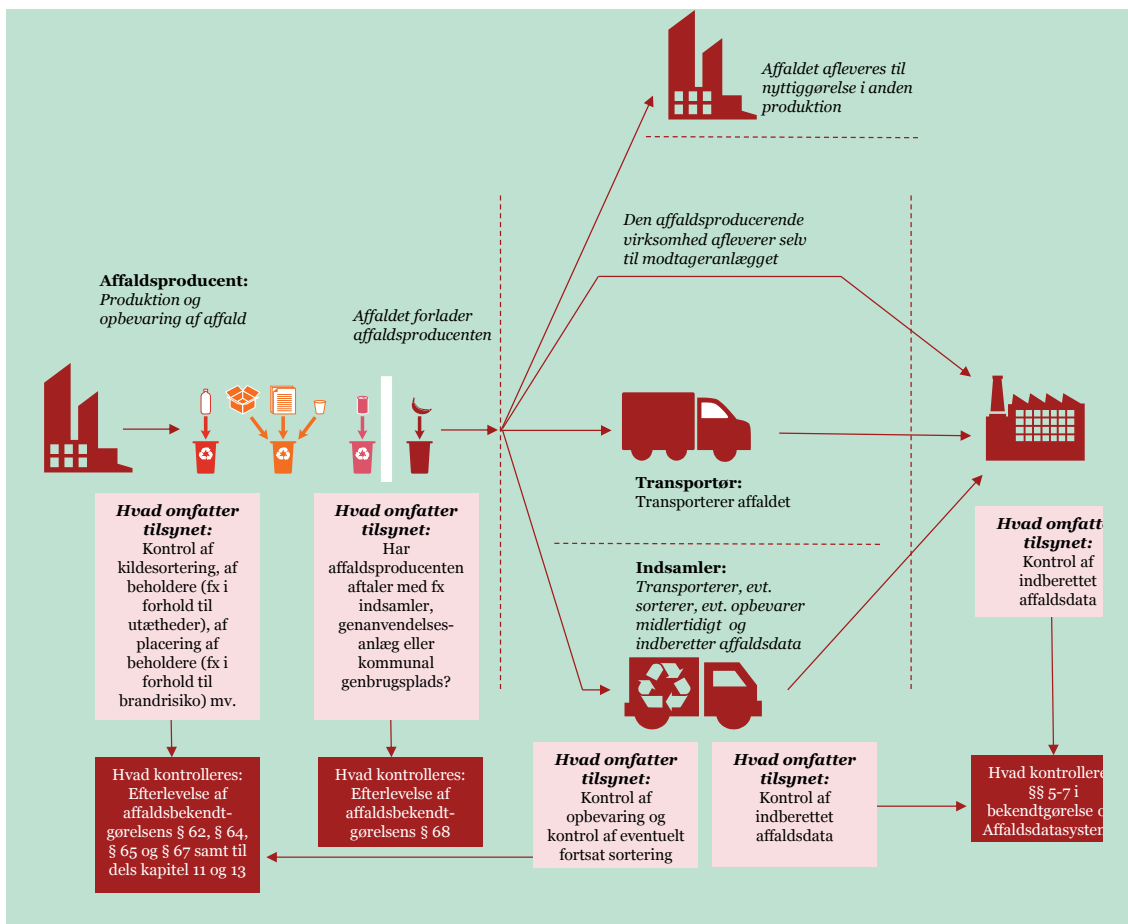 Affaldet afleveres til
nyttiggørelse i anden
produktion
Den affaldsproducerende
virksomhed afleverer selv
til modtageranlægget
Affaldsproducent:
Produktion og
opbevaring af affald
Affaldet forlader
affaldsproducenten
Transportør:
Transporterer affaldet
Indsamler:
Transporterer, evt.
sorterer, evt. opbevarer
midlertidigt og
indberetter affaldsdata
Hvad omfatter
tilsynet:
Kontrol af
kildesortering, af
beholdere (fx i
forhold til
utætheder), af
placering af
beholdere (fx i
forhold til
brandrisiko) mv.
Hvad omfatter
tilsynet:
Har
affaldsproducenten
aftaler med fx
indsamler,
genanvendelses-
anlæg eller
kommunal
genbrugsplads?
Hvad omfatte
tilsynet:
Kontrol af
indberettet
affaldsdata
Hvad kontrolleres:
Efterlevelse af
affaldsbekendt-
gørelsens § 62, § 64,
§ 65 og § 67 samt til
dels kapitel 11 og 13
Hvad kontrolleres:
Efterlevelse af
affaldsbekendt-
gørelsens § 68
Hvad omfatter
tilsynet:
Kontrol af
opbevaring og
kontrol af eventuelt
fortsat sortering
Hvad omfatter
tilsynet:
Kontrol af
indberettet
affaldsdata
Hvad kontrollere
§§ 5-7 i
bekendtgørelse o
Affaldsdatasystem